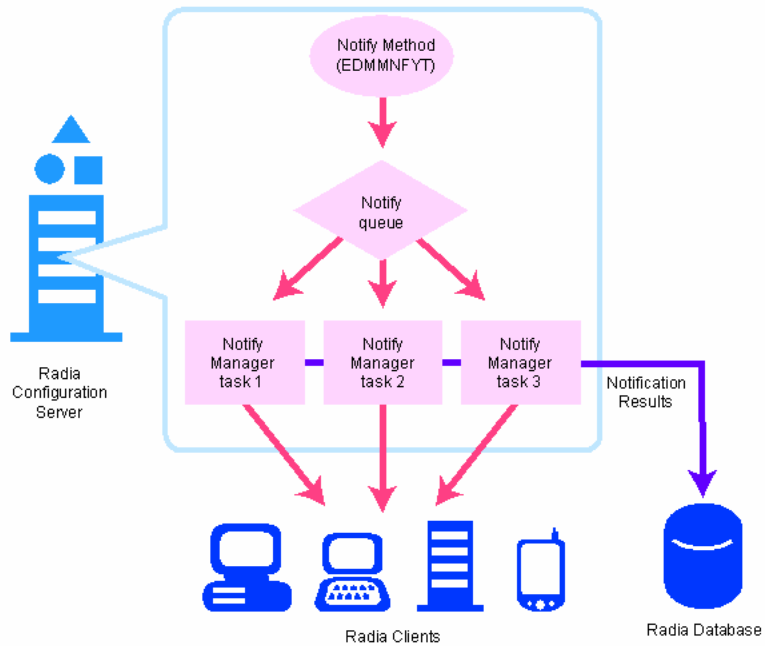 Notify Method
(EDMMNFYT)
Notify
queue
Notify
Manager
task 1
Notify
Manager
task 2
Notify
Manager
task 3
Radia
Configuration
Server
Notification
Results
Radia Clients
Radia Database